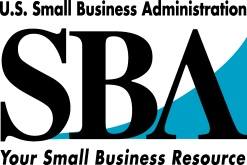 U.S. Small Business Administration
SBA
Your Small Business Resource